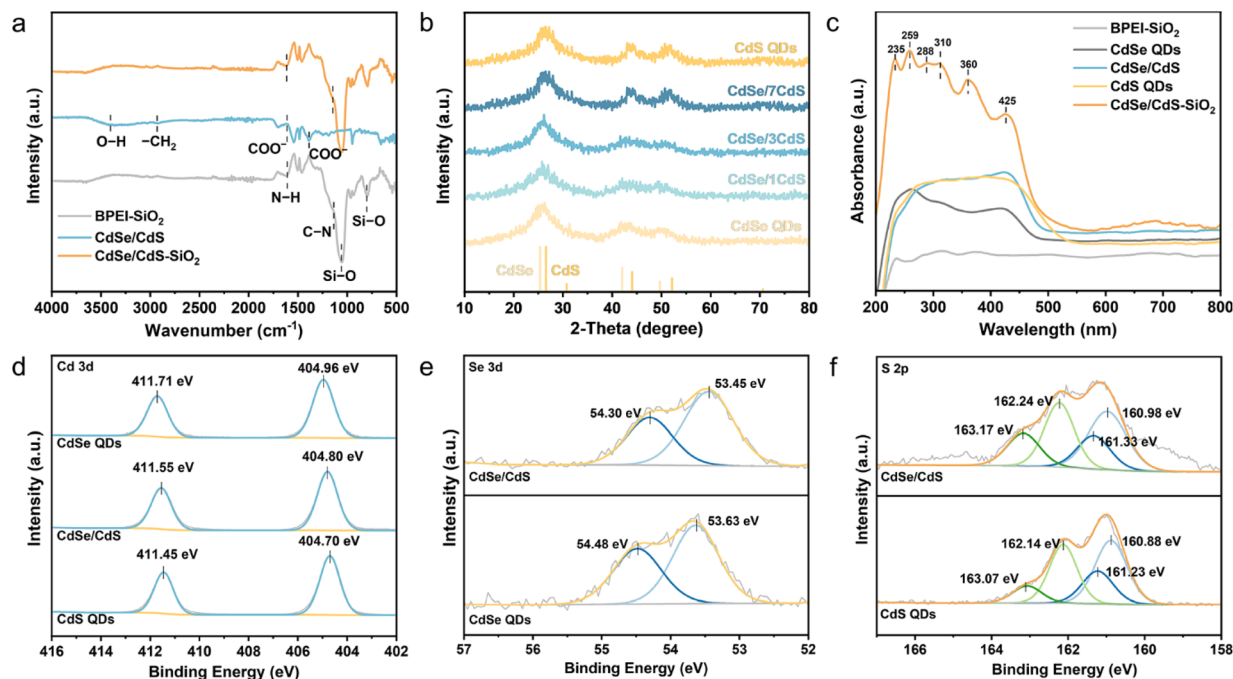 a
Intensity (a.u.)
O−H
−CH₂
COO⁻
COO⁻
N−H
C−N
Si−O
Si−O
BPEI-SiO₂
CdSe/CdS
CdSe/CdS-SiO₂
4000 3500 3000 2500 2000 1500 1000 500
Wavenumber (cm⁻¹)
b
Intensity (a.u.)
CdS QDs
CdSe/7CdS
CdSe/3CdS
CdSe/1CdS
CdSe QDs
CdSe CdS
10 20 30 40 50 60 70 80
2-Theta (degree)
c
Absorbance (a.u.)
235 259 288 310
360
425
BPEI-SiO₂
CdSe QDs
CdSe/CdS
CdS QDs
CdSe/CdS-SiO₂
200 300 400 500 600 700 800
Wavelength (nm)
d
Intensity (a.u.)
Cd 3d
411.71 eV 404.96 eV
CdSe QDs
411.55 eV 404.80 eV
CdSe/CdS
411.45 eV 404.70 eV
CdS QDs
416 414 412 410 408 406 404 402
Binding Energy (eV)
e
Intensity (a.u.)
Se 3d
53.45 eV
54.30 eV
CdSe/CdS
53.63 eV
54.48 eV
CdSe QDs
57 56 55 54 53 52
Binding Energy (eV)
f
Intensity (a.u.)
S 2p
162.24 eV 160.98 eV
163.17 eV 161.33 eV
CdSe/CdS
162.14 eV 160.88 eV
163.07 eV 161.23 eV
CdS QDs
166 164 162 160 158
Binding Energy (eV)